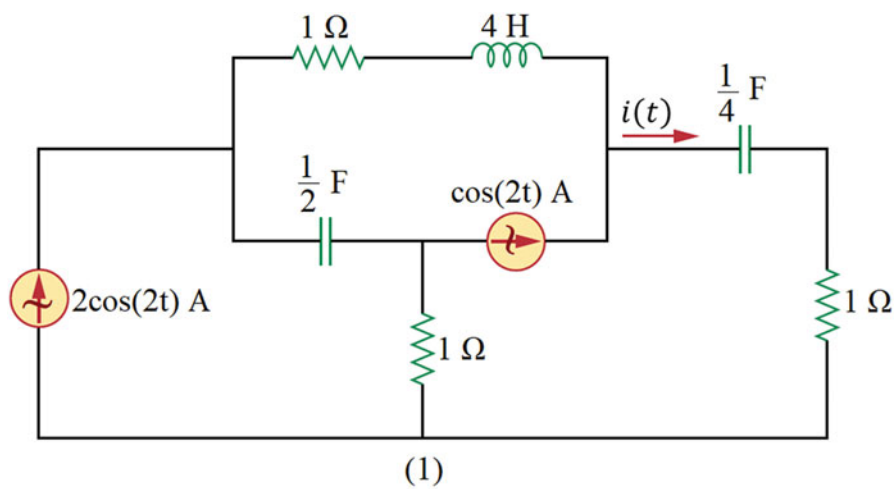 1 Ω 4 H
i(t)
1/4 F
1/2 F
cos(2t) A
2cos(2t) A
1 Ω
1 Ω
(1)